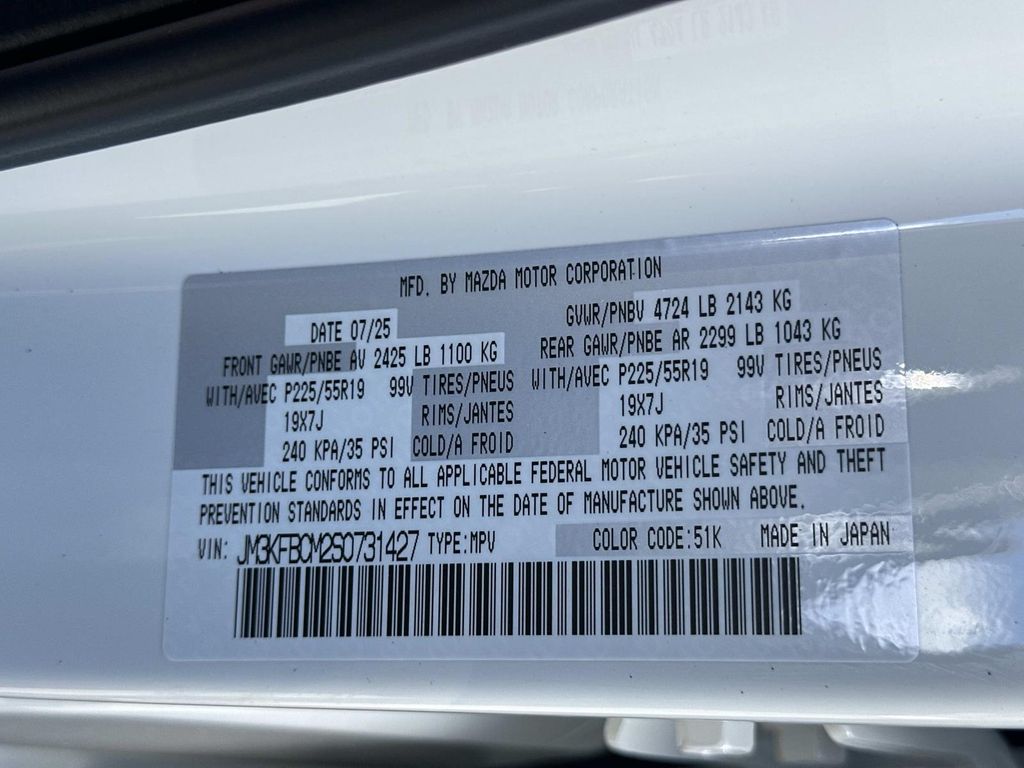 MFD. BY MAZDA MOTOR CORPORATION
DATE 07/25 GVWR/PNBV 4724 LB 2143 KG
FRONT GAWR/PNBE AV 2425 LB 1100 KG REAR GAWR/PNBE AR 2299 LB 1043 KG
WITH/AVEC P225/55R19 99V TIRES/PNEUS WITH/AVEC P225/55R19 99V TIRES/PNEUS
19X7J RIMS/JANTES 19X7J RIMS/JANTES
240 KPA/35 PSI COLD/A FROID 240 KPA/35 PSI COLD/A FROID
THIS VEHICLE CONFORMS TO ALL APPLICABLE FEDERAL MOTOR VEHICLE SAFETY AND THEFT
PREVENTION STANDARDS IN EFFECT ON THE DATE OF MANUFACTURE SHOWN ABOVE.
VIN: JM3KFBCM2S0731427 TYPE:MPV COLOR CODE:51K MADE IN JAPAN